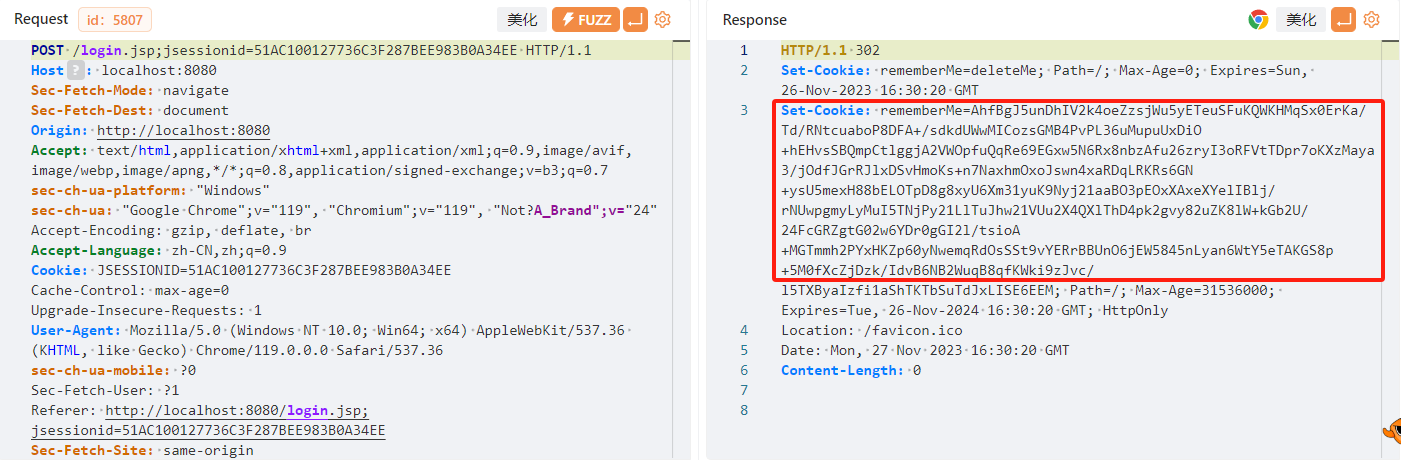 Request id: 5807 美化 FUZZ
POST /login.jsp;jsessionid=51AC100127736C3F287BEE983B0A34EE HTTP/1.1
Host ? : localhost:8080
Sec-Fetch-Mode: navigate
Sec-Fetch-Dest: document
Origin: http://localhost:8080
Accept: text/html,application/xhtml+xml,application/xml;q=0.9,image/avif,
image/webp,image/apng,*/*;q=0.8,application/signed-exchange;v=b3;q=0.7
sec-ch-ua-platform: "Windows"
sec-ch-ua: "Google Chrome";v="119", "Chromium";v="119", "Not?A_Brand";v="24"
Accept-Encoding: gzip, deflate, br
Accept-Language: zh-CN,zh;q=0.9
Cookie: JSESSIONID=51AC100127736C3F287BEE983B0A34EE
Cache-Control: max-age=0
Upgrade-Insecure-Requests: 1
User-Agent: Mozilla/5.0 (Windows NT 10.0; Win64; x64) AppleWebKit/537.36
(KHTML, like Gecko) Chrome/119.0.0.0 Safari/537.36
sec-ch-ua-mobile: ?0
Sec-Fetch-User: ?1
Referer: http://localhost:8080/login.jsp;
jsessionid=51AC100127736C3F287BEE983B0A34EE
Sec-Fetch-Site: same-origin
Response 美化
1 HTTP/1.1 302
2 Set-Cookie: rememberMe=deleteMe; Path=/; Max-Age=0; Expires=Sun,
26-Nov-2023 16:30:20 GMT
3 Set-Cookie: rememberMe=AhfBgJ5unDhIV2k4oeZzsjWu5yETeuSFuKQWKHMqSx0ErKa/
Td/RNtcuaboP8DFA+/sdkdUWwMICozsGMB4PvPL36uMupuUxDiO
+hEHvsSBQmpCtlggjA2VWOpfuQqRe69EGxw5N6Rx8nbzAfu26zryI3oRFVtTDpr7oKXzMaya
3/jOdfJGrRJlxDSvHmoKs+n7NaxhmOxoJswn4xaRDqLRKRs6GN
+ysU5mexH88bELOTpD8g8xyU6Xm31yuK9Nyj21aaBO3pEOxXAxeXYelIBlj/
rNUwpgmyLyMuI5TNjPy21LlTuJhw21VUu2X4QXlThD4pk2gvy82uZK8lW+kGb2U/
24FcGRZgtG02w6YDr0gGI2l/tsioA
+MGTmmh2PYxHKZp60yNwemqRdOsSSt9vYERrBBUnO6jEW5845nLyan6WtY5eTAKGS8p
+5M0fXcZjDzk/IdvB6NB2WuqB8qfKWki9zJvc/
l5TXByaIzfi1aShTKTbSuTdJxLISE6EEM; Path=/; Max-Age=31536000;
Expires=Tue, 26-Nov-2024 16:30:20 GMT; HttpOnly
4 Location: /favicon.ico
5 Date: Mon, 27 Nov 2023 16:30:20 GMT
6 Content-Length: 0
7
8